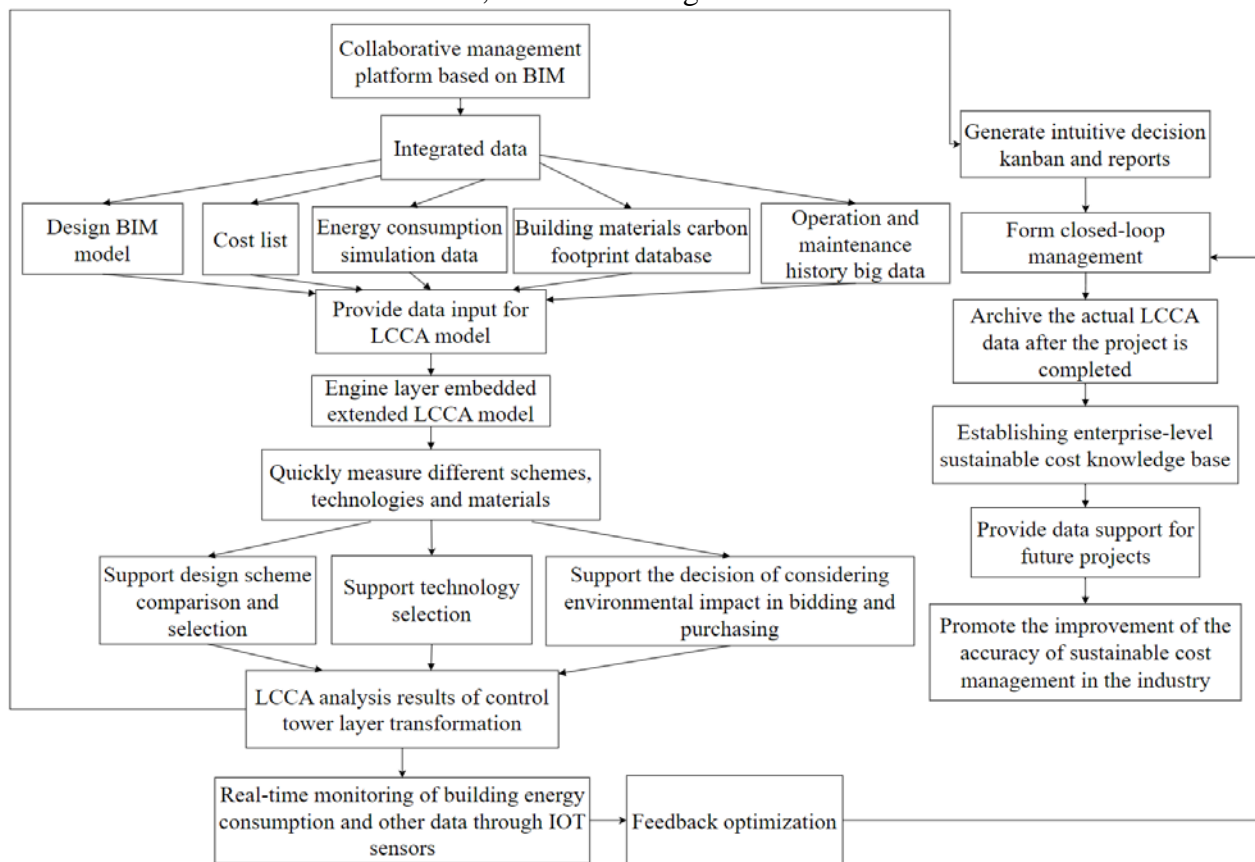 Collaborative management
platform based on BIM
Integrated data
Design BIM
model
Cost list
Energy consumption
simulation data
Building materials carbon
footprint database
Operation and
maintenance
history big data
Provide data input for
LCCA model
Engine layer embedded
extended LCCA model
Quickly measure different schemes,
technologies and materials
Support design scheme
comparison and
selection
Support technology
selection
Support the decision of considering
environmental impact in bidding and
purchasing
LCCA analysis results of control
tower layer transformation
Real-time monitoring of building energy
consumption and other data through IOT
sensors
Feedback optimization
Generate intuitive decision
kanban and reports
Form closed-loop
management
Archive the actual LCCA
data after the project is
completed
Establishing enterprise-level
sustainable cost knowledge base
Provide data support for
future projects
Promote the improvement of the
accuracy of sustainable cost
management in the industry